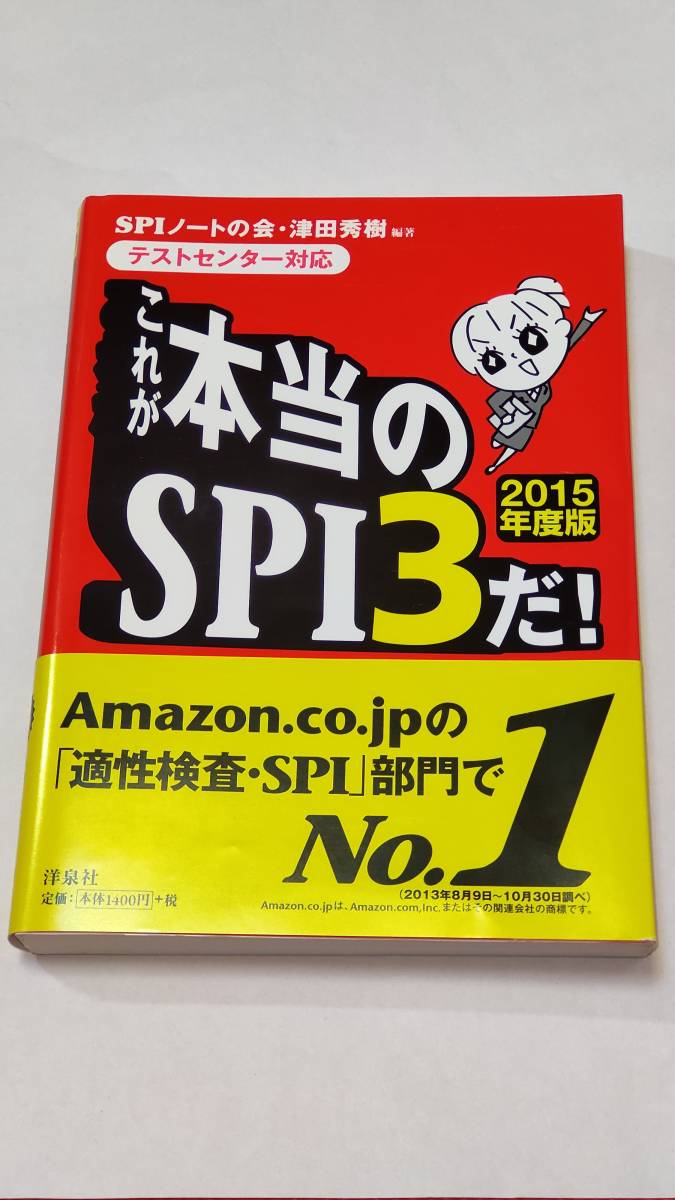 SPIノートの会・津田秀樹 編著
テストセンター対応
これが
本当の
SPI3だ!
2015
年度版
Amazon.co.jpの
「適性検査・SPI」部門で
No.1
(2013年8月9日〜10月30日調べ)
Amazon.co.jpは、Amazon.com,Inc.またはその関連会社の商標です。
洋泉社
定価:本体1400円+税